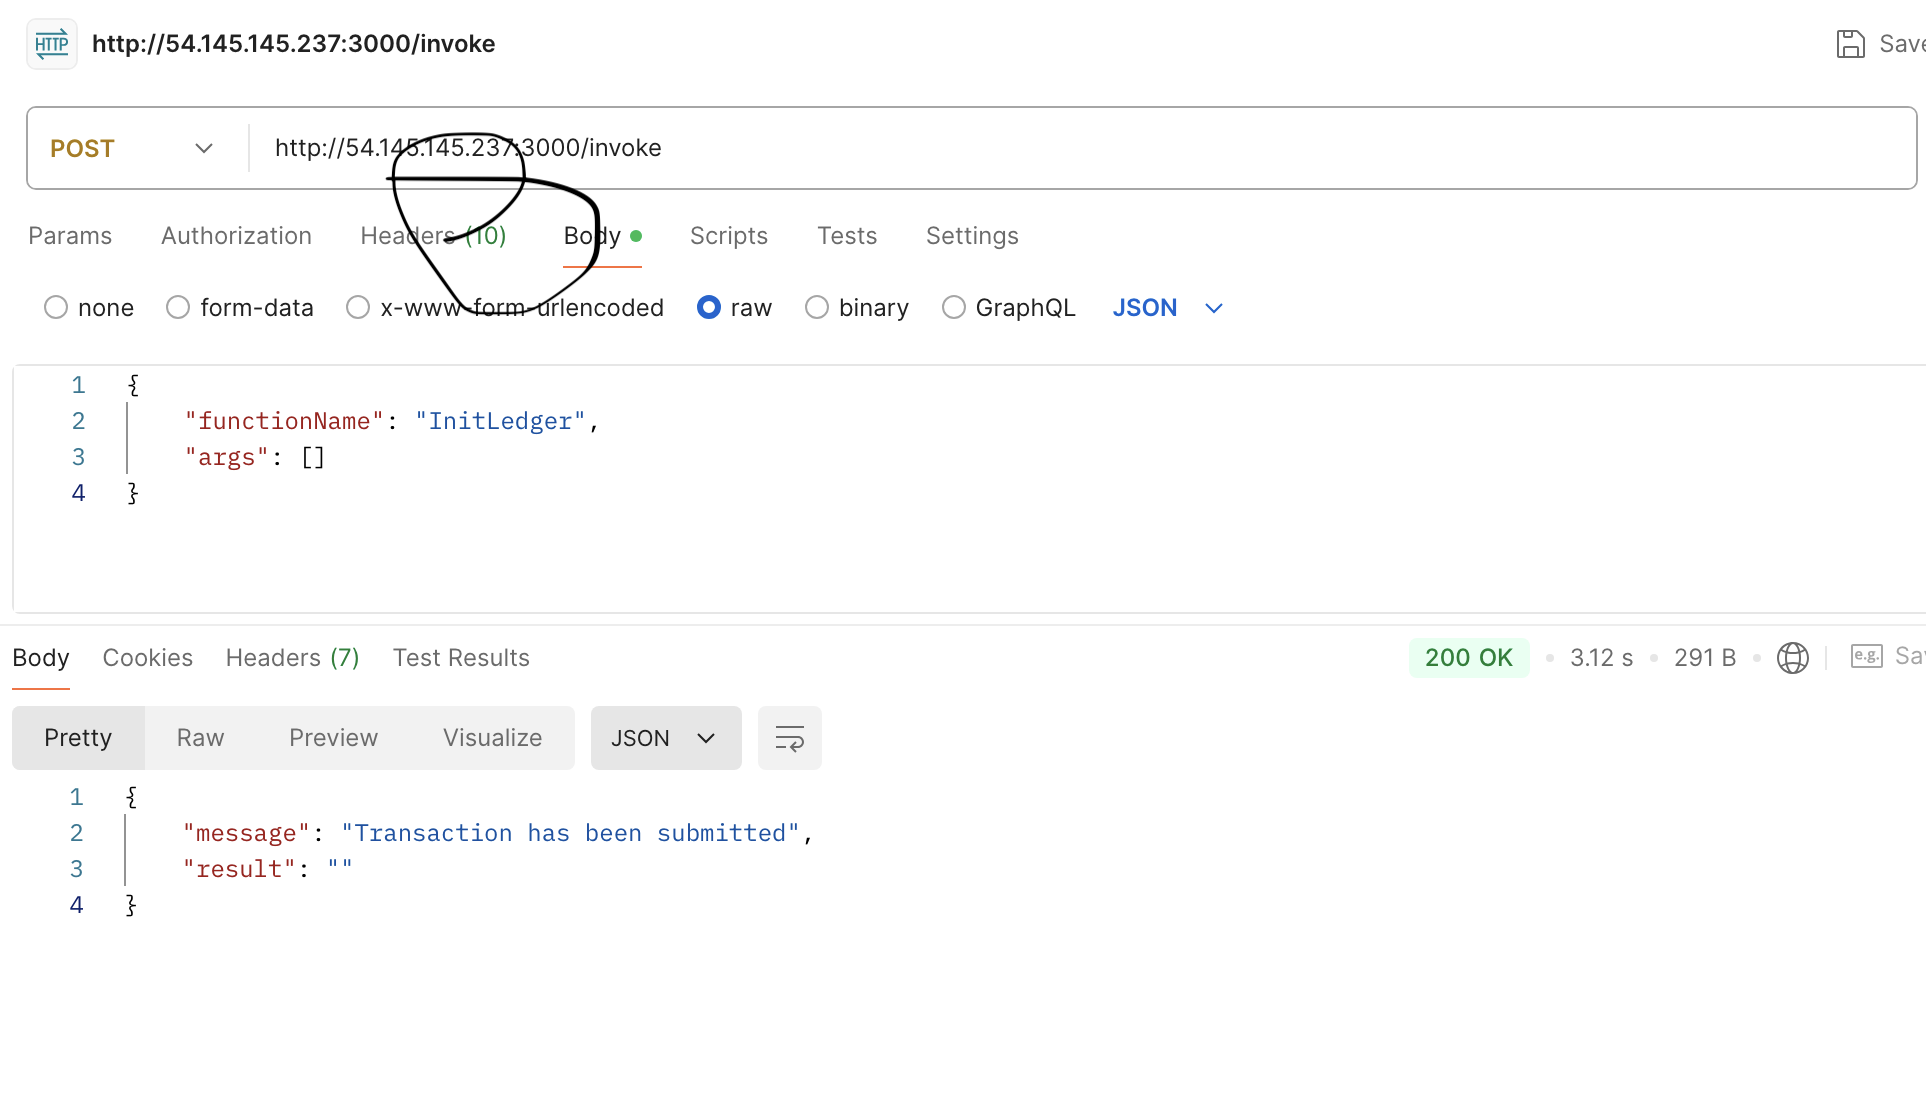 HTTP http://54.145.145.237:3000/invoke Save
POST http://54.145.145.237:3000/invoke
Params Authorization Headers (10) Body Scripts Tests Settings
none form-data x-www-form-urlencoded raw binary GraphQL JSON
1 {
2 "functionName": "InitLedger",
3 "args": []
4 }
Body Cookies Headers (7) Test Results 200 OK 3.12 s 291 B e.g. Sav
Pretty Raw Preview Visualize JSON
1 {
2 "message": "Transaction has been submitted",
3 "result": ""
4 }